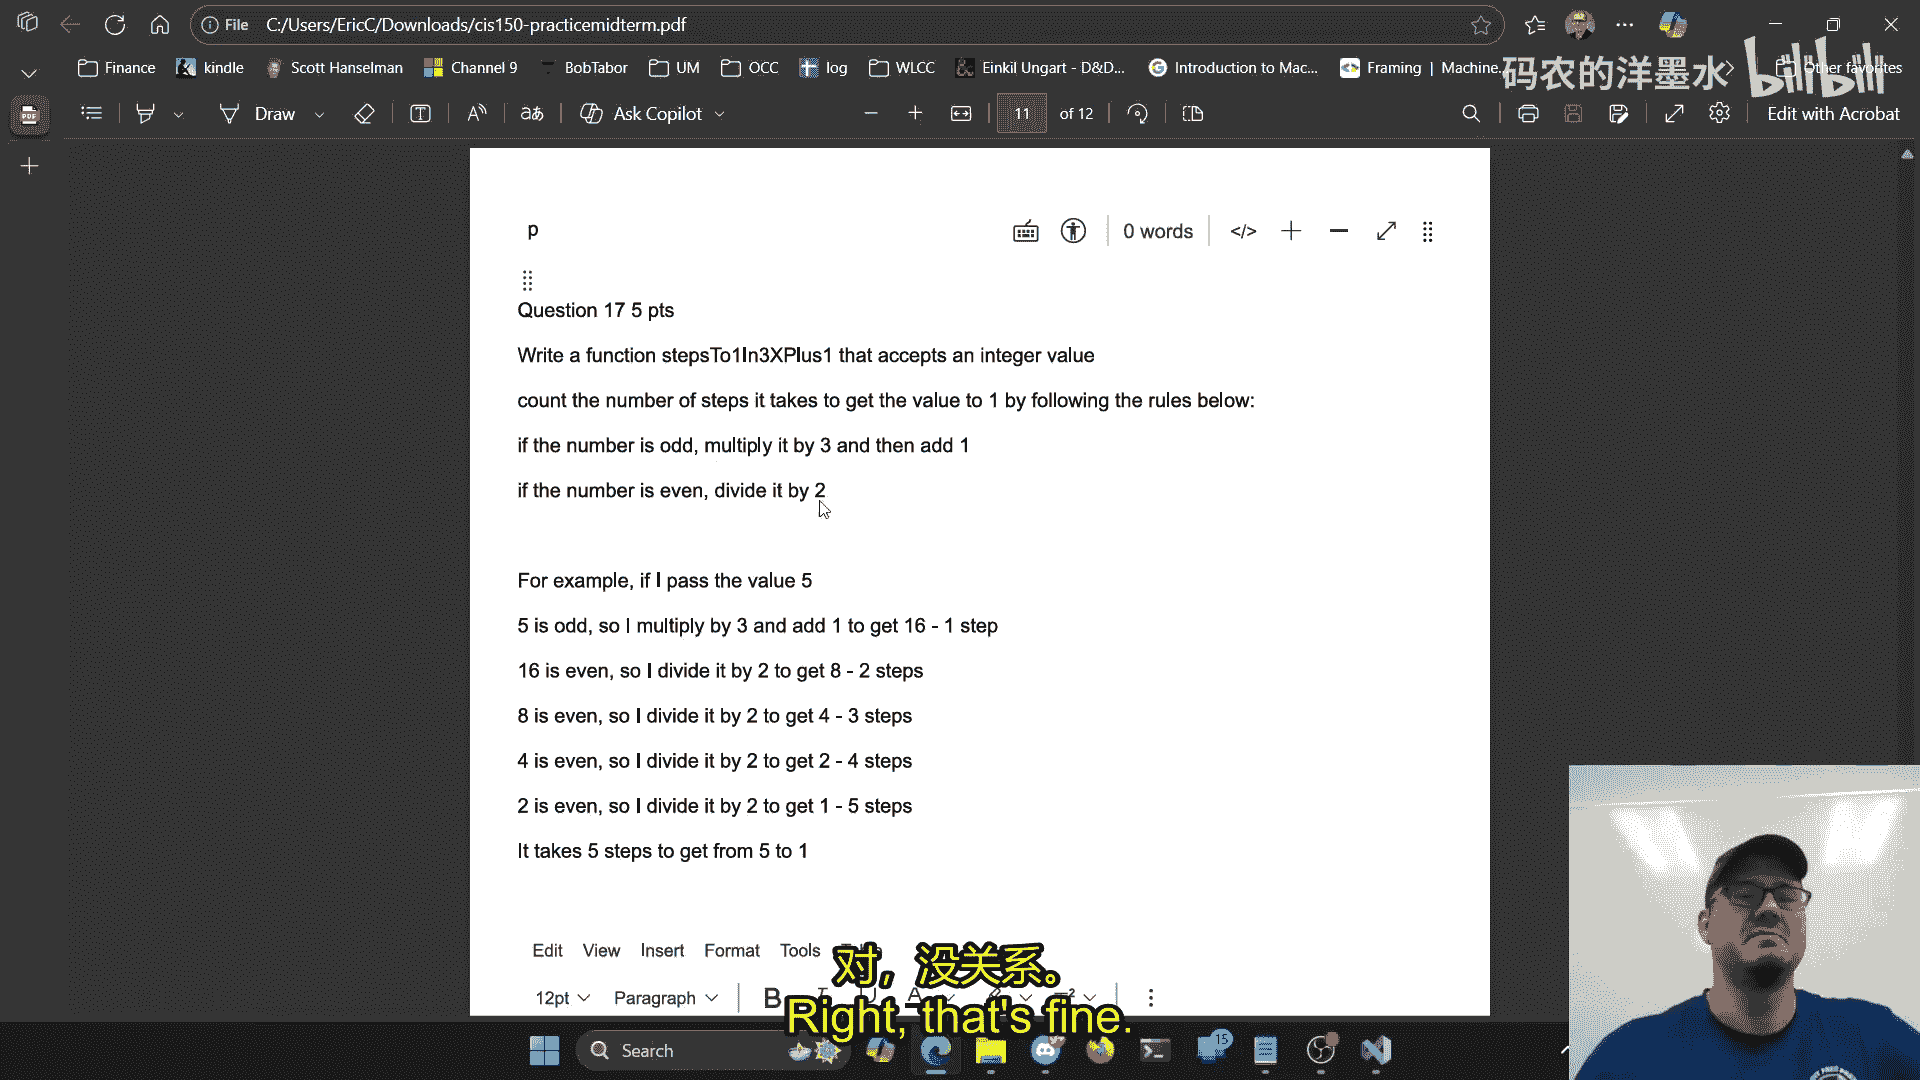 File C:/Users/EricC/Downloads/cis150-practicemidterm.pdf
Finance kindle Scott Hanselman Channel 9 BobTabor UM OCC log WLCC Einkil Ungart - D&D... Introduction to Mac... Framing | Machine... Other favorites
码农的洋墨水 bilibili
Draw Ask Copilot 11 of 12 Edit with Acrobat
p 0 words </>
Question 17 5 pts
Write a function stepsTo1In3XPlus1 that accepts an integer value
count the number of steps it takes to get the value to 1 by following the rules below:
if the number is odd, multiply it by 3 and then add 1
if the number is even, divide it by 2
For example, if I pass the value 5
5 is odd, so I multiply by 3 and add 1 to get 16 - 1 step
16 is even, so I divide it by 2 to get 8 - 2 steps
8 is even, so I divide it by 2 to get 4 - 3 steps
4 is even, so I divide it by 2 to get 2 - 4 steps
2 is even, so I divide it by 2 to get 1 - 5 steps
It takes 5 steps to get from 5 to 1
Edit View Insert Format Tools
对，没关系。
12pt Paragraph B
Right, that's fine.
Search 15